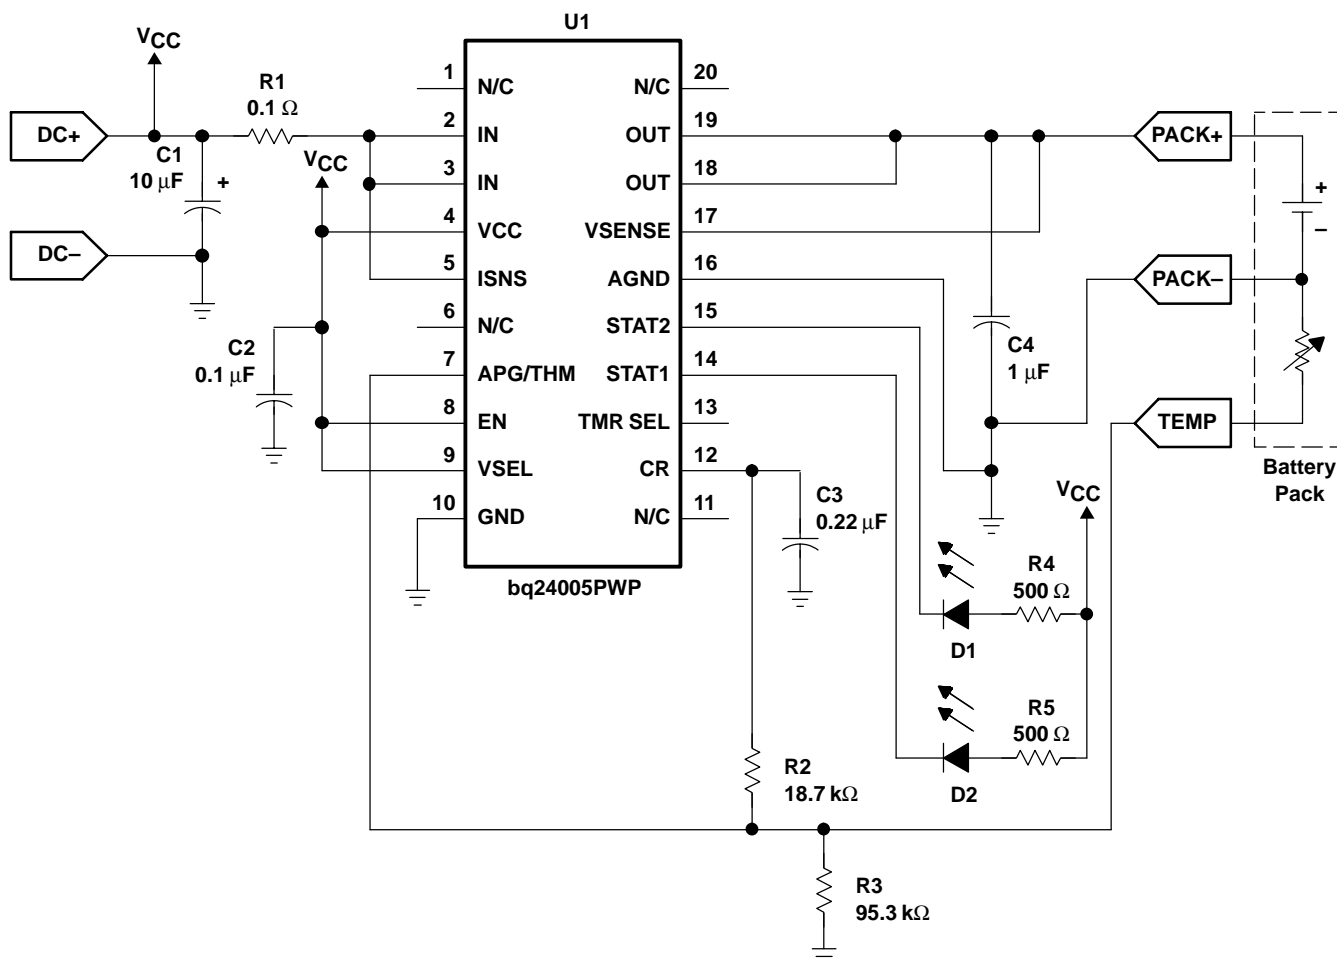 U1
VCC
R1
0.1 Ω
DC+
C1
10 µF
+
DC–
VCC
C2
0.1 µF
1
N/C
2
IN
3
IN
4
VCC
5
ISNS
6
N/C
7
APG/THM
8
EN
9
VSEL
10
GND
20
N/C
19
OUT
18
OUT
17
VSENSE
16
AGND
15
STAT2
14
STAT1
13
TMR SEL
12
CR
11
N/C
bq24005PWP
C3
0.22 µF
C4
1 µF
PACK+
+
–
PACK–
TEMP
Battery
Pack
VCC
R4
500 Ω
D1
R5
500 Ω
D2
R2
18.7 kΩ
R3
95.3 kΩ